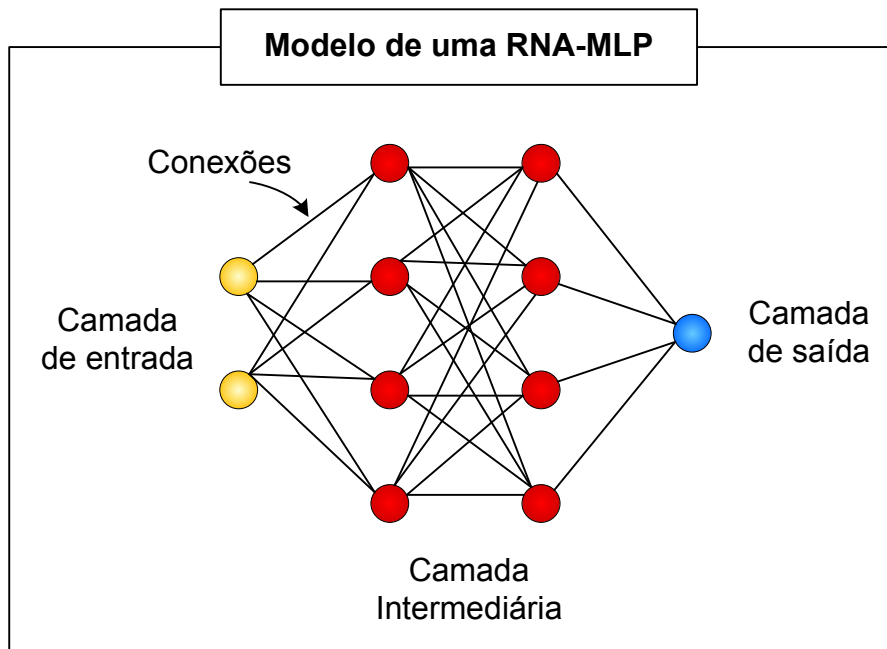 Modelo de uma RNA-MLP
Conexões
Camada
de entrada
Camada
de saída
Camada
Intermediária